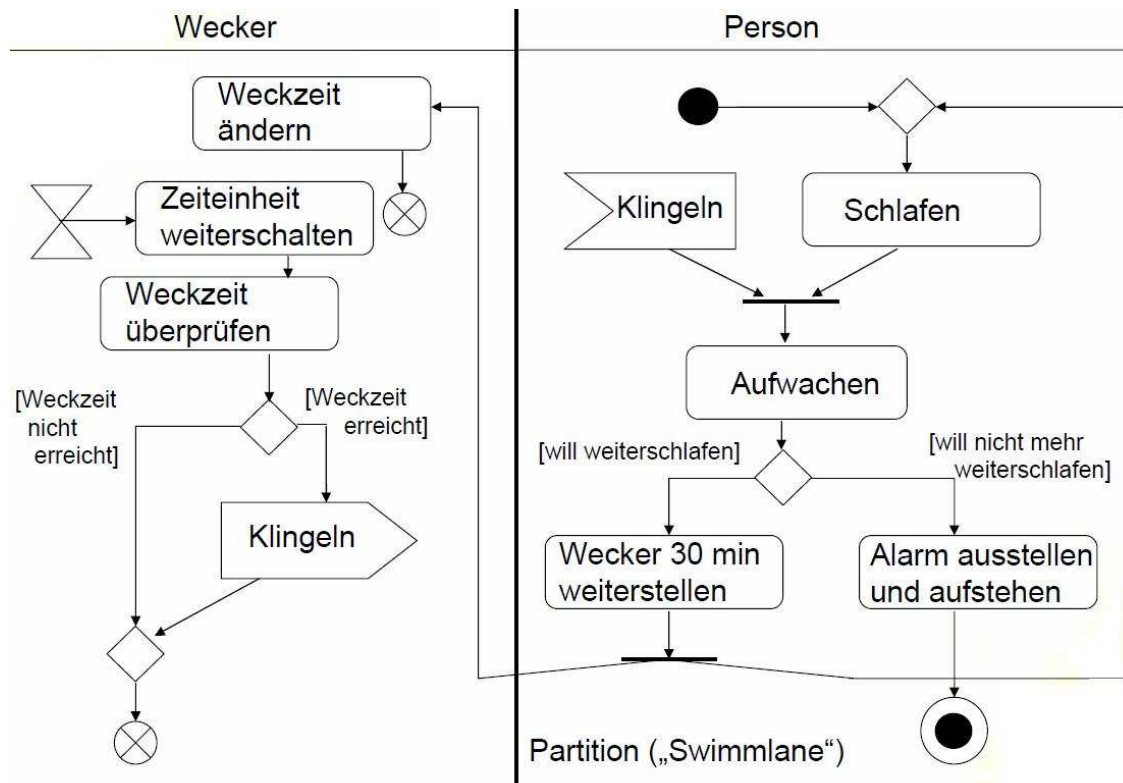 Wecker
Person
Weckzeit
ändern
Zeiteinheit
weiterschalten
Weckzeit
überprüfen
[Weckzeit
nicht
erreicht]
[Weckzeit
erreicht]
Klingeln
Klingeln
Schlafen
Aufwachen
[will weiterschlafen]
[will nicht mehr
weiterschlafen]
Wecker 30 min
weiterstellen
Alarm ausstellen
und aufstehen
Partition („Swimmlane“)